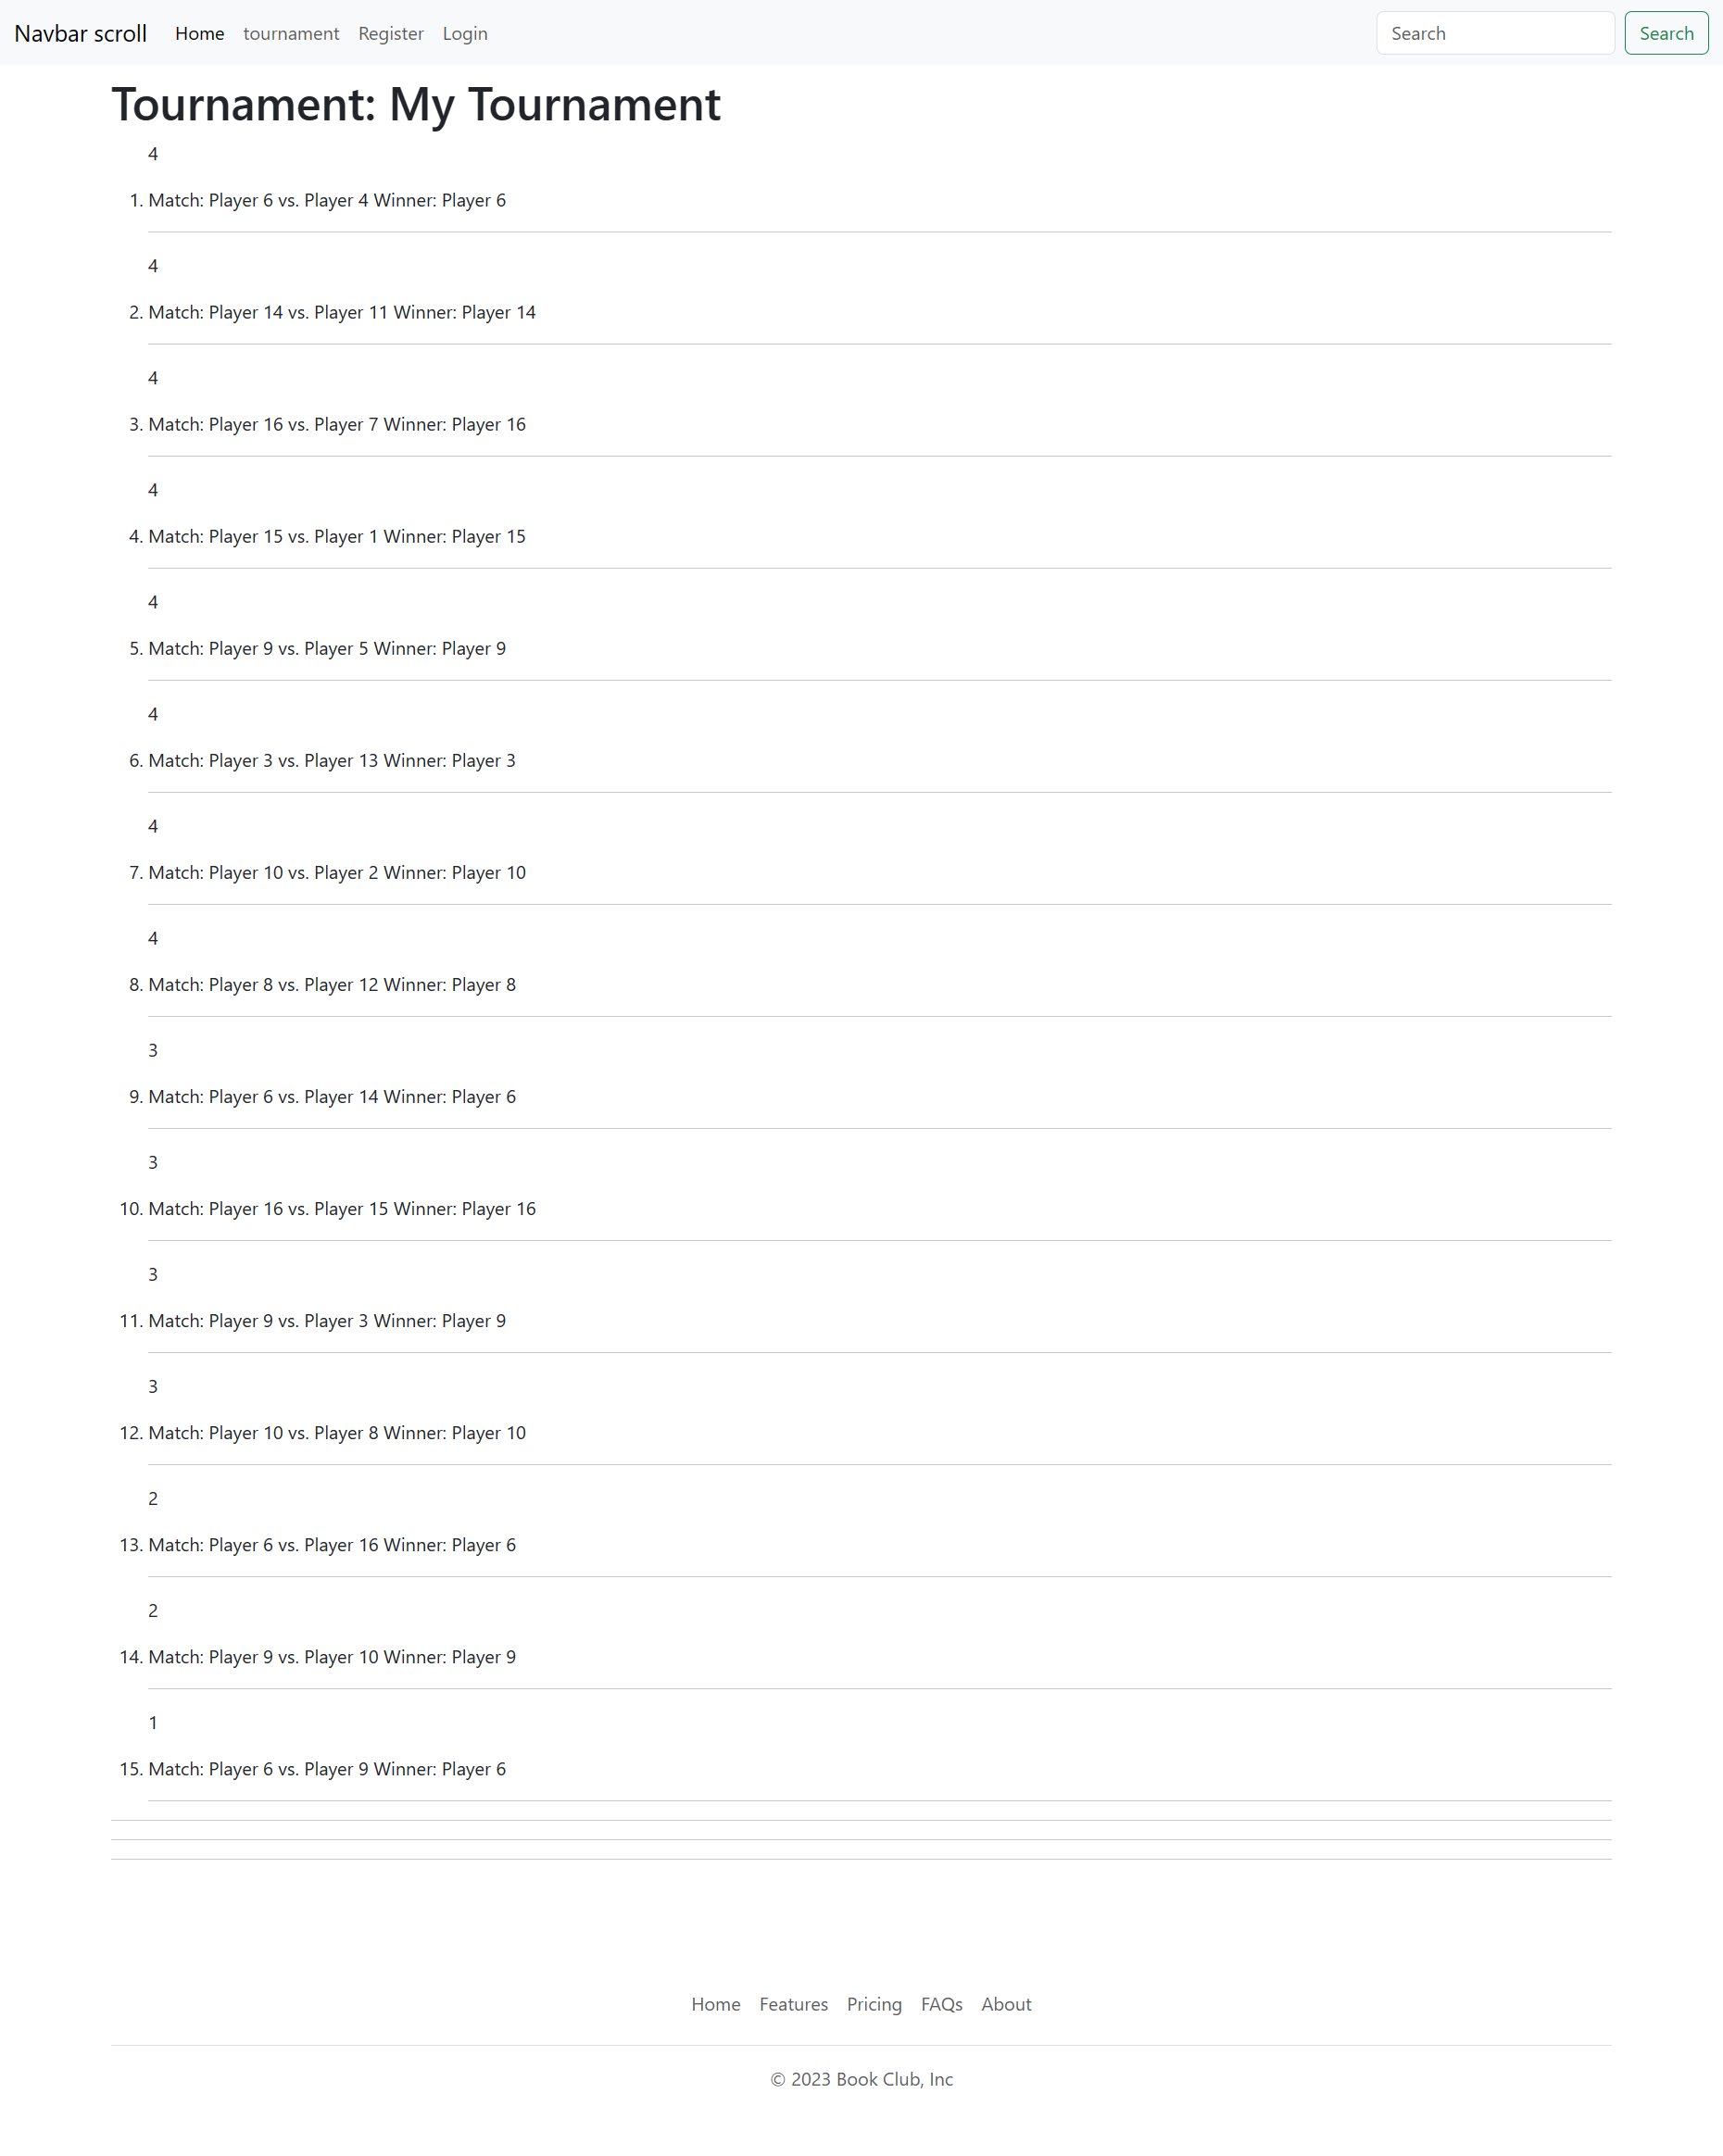 Navbar scroll Home tournament Register Login Search Search
Tournament: My Tournament
4
1. Match: Player 6 vs. Player 4 Winner: Player 6
4
2. Match: Player 14 vs. Player 11 Winner: Player 14
4
3. Match: Player 16 vs. Player 7 Winner: Player 16
4
4. Match: Player 15 vs. Player 1 Winner: Player 15
4
5. Match: Player 9 vs. Player 5 Winner: Player 9
4
6. Match: Player 3 vs. Player 13 Winner: Player 3
4
7. Match: Player 10 vs. Player 2 Winner: Player 10
4
8. Match: Player 8 vs. Player 12 Winner: Player 8
3
9. Match: Player 6 vs. Player 14 Winner: Player 6
3
10. Match: Player 16 vs. Player 15 Winner: Player 16
3
11. Match: Player 9 vs. Player 3 Winner: Player 9
3
12. Match: Player 10 vs. Player 8 Winner: Player 10
2
13. Match: Player 6 vs. Player 16 Winner: Player 6
2
14. Match: Player 9 vs. Player 10 Winner: Player 9
1
15. Match: Player 6 vs. Player 9 Winner: Player 6
Home Features Pricing FAQs About
© 2023 Book Club, Inc